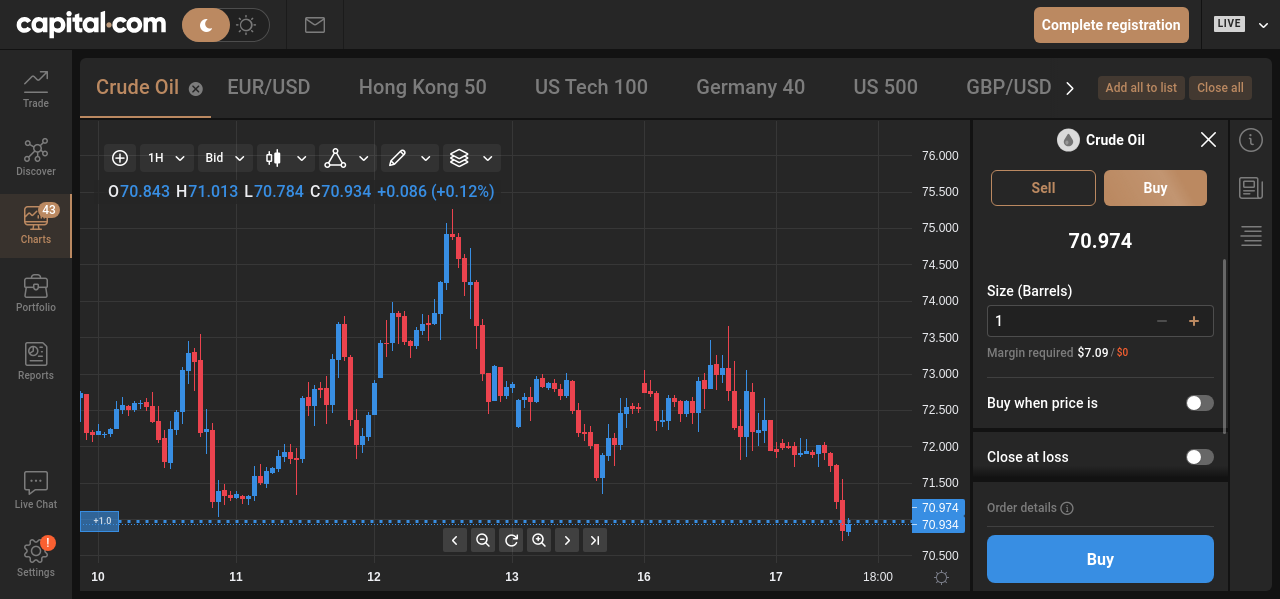 capital.com
Complete registration
LIVE
Trade
Discover
43
Charts
Portfolio
Reports
Live Chat
!
Settings
Crude Oil
EUR/USD
Hong Kong 50
US Tech 100
Germany 40
US 500
GBP/USD
Add all to list
Close all
1H
Bid
O70.843 H71.013 L70.784 C70.934 +0.086 (+0.12%)
76.000
75.500
75.000
74.500
74.000
73.500
73.000
72.500
72.000
71.500
70.974
70.934
70.500
+1.0
10
11
12
13
16
17
18:00
Crude Oil
Sell
Buy
70.974
Size (Barrels)
1
Margin required $7.09 / $0
Buy when price is
Close at loss
Order details
Buy